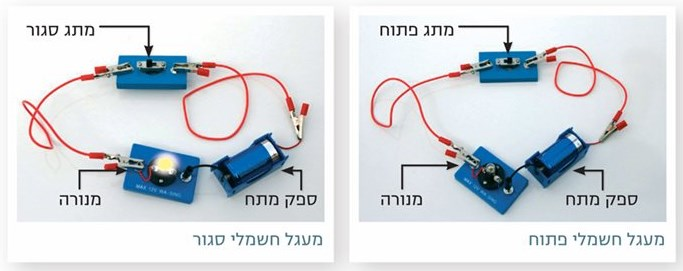 מתג פתוח
מנורה
ספק מתח
מעגל חשמלי פתוח
מתג סגור
מנורה
ספק מתח
מעגל חשמלי סגור